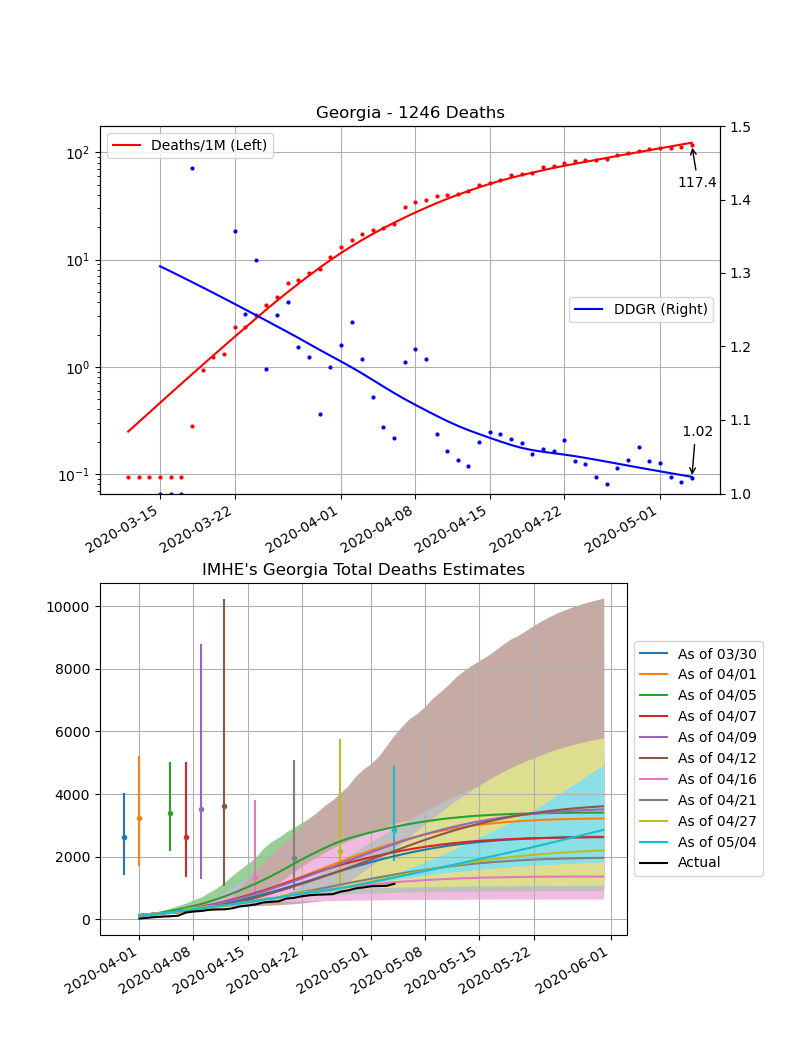 Georgia - 1246 Deaths
Deaths/1M (Left)
DDGR (Right)
117.4
1.02
10²
10¹
10⁰
10⁻¹
1.5
1.4
1.3
1.2
1.1
1.0
2020-03-15
2020-03-22
2020-04-01
2020-04-08
2020-04-15
2020-04-22
2020-05-01
IMHE's Georgia Total Deaths Estimates
10000
8000
6000
4000
2000
0
2020-04-01
2020-04-08
2020-04-15
2020-04-22
2020-05-01
2020-05-08
2020-05-15
2020-05-22
2020-06-01
As of 03/30
As of 04/01
As of 04/05
As of 04/07
As of 04/09
As of 04/12
As of 04/16
As of 04/21
As of 04/27
As of 05/04
Actual